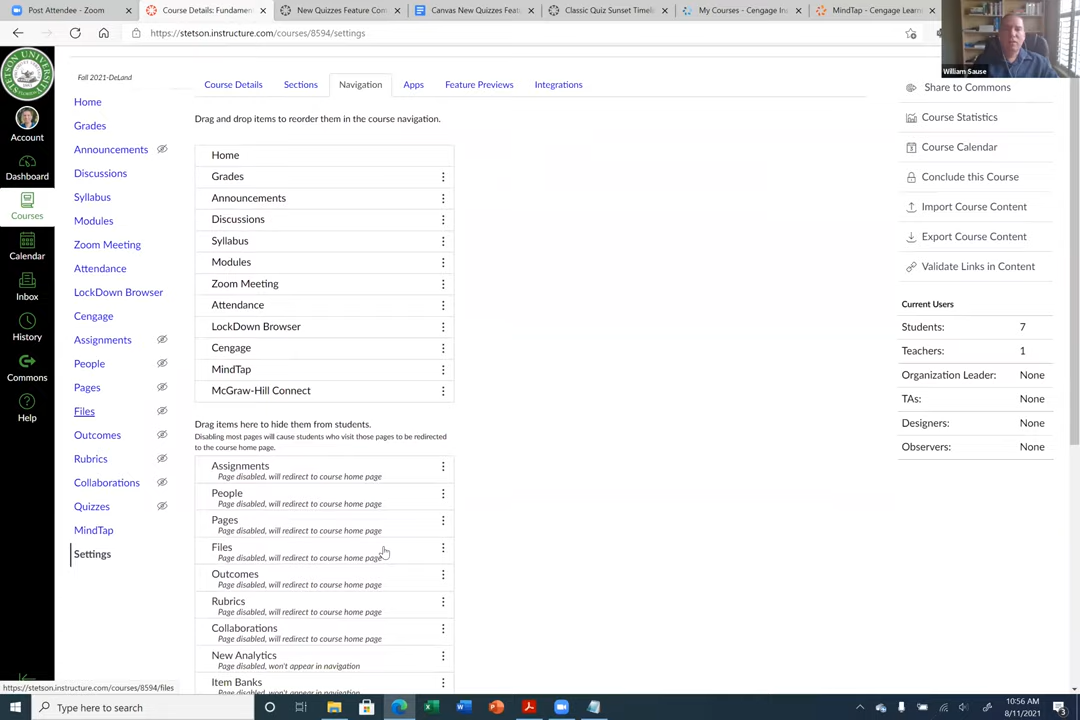 Post Attendee - Zoom
Course Details: Fundamen
New Quizzes Feature Com
Canvas New Quizzes Featu
Classic Quiz Sunset Timeli
My Courses - Cengage Ins
MindTap - Cengage Learn
https://stetson.instructure.com/courses/8594/settings
William Sause
STETSON UNIVERSITY
Account
Dashboard
Courses
Calendar
Inbox
History
Commons
Help
Fall 2021-DeLand
Home
Grades
Announcements
Discussions
Syllabus
Modules
Zoom Meeting
Attendance
LockDown Browser
Cengage
Assignments
People
Pages
Files
Outcomes
Rubrics
Collaborations
Quizzes
MindTap
Settings
Course Details
Sections
Navigation
Apps
Feature Previews
Integrations
Drag and drop items to reorder them in the course navigation.
Home
Grades
Announcements
Discussions
Syllabus
Modules
Zoom Meeting
Attendance
LockDown Browser
Cengage
MindTap
McGraw-Hill Connect
Drag items here to hide them from students.
Disabling most pages will cause students who visit those pages to be redirected
to the course home page.
Assignments
Page disabled, will redirect to course home page
People
Page disabled, will redirect to course home page
Pages
Page disabled, will redirect to course home page
Files
Page disabled, will redirect to course home page
Outcomes
Page disabled, will redirect to course home page
Rubrics
Page disabled, will redirect to course home page
Collaborations
Page disabled, will redirect to course home page
New Analytics
Page disabled, won't appear in navigation
Item Banks
Page disabled, won't appear in navigation
Share to Commons
Course Statistics
Course Calendar
Conclude this Course
Import Course Content
Export Course Content
Validate Links in Content
Current Users
Students: 7
Teachers: 1
Organization Leader: None
TAs: None
Designers: None
Observers: None
https://stetson.instructure.com/courses/8594/files
Type here to search
10:56 AM
8/11/2021
3